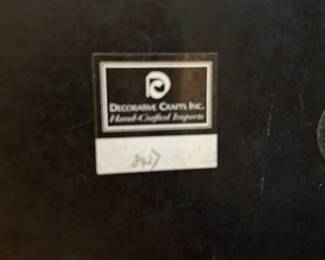 DECORATIVE CRAFTS INC.
Hand-Crafted Imports